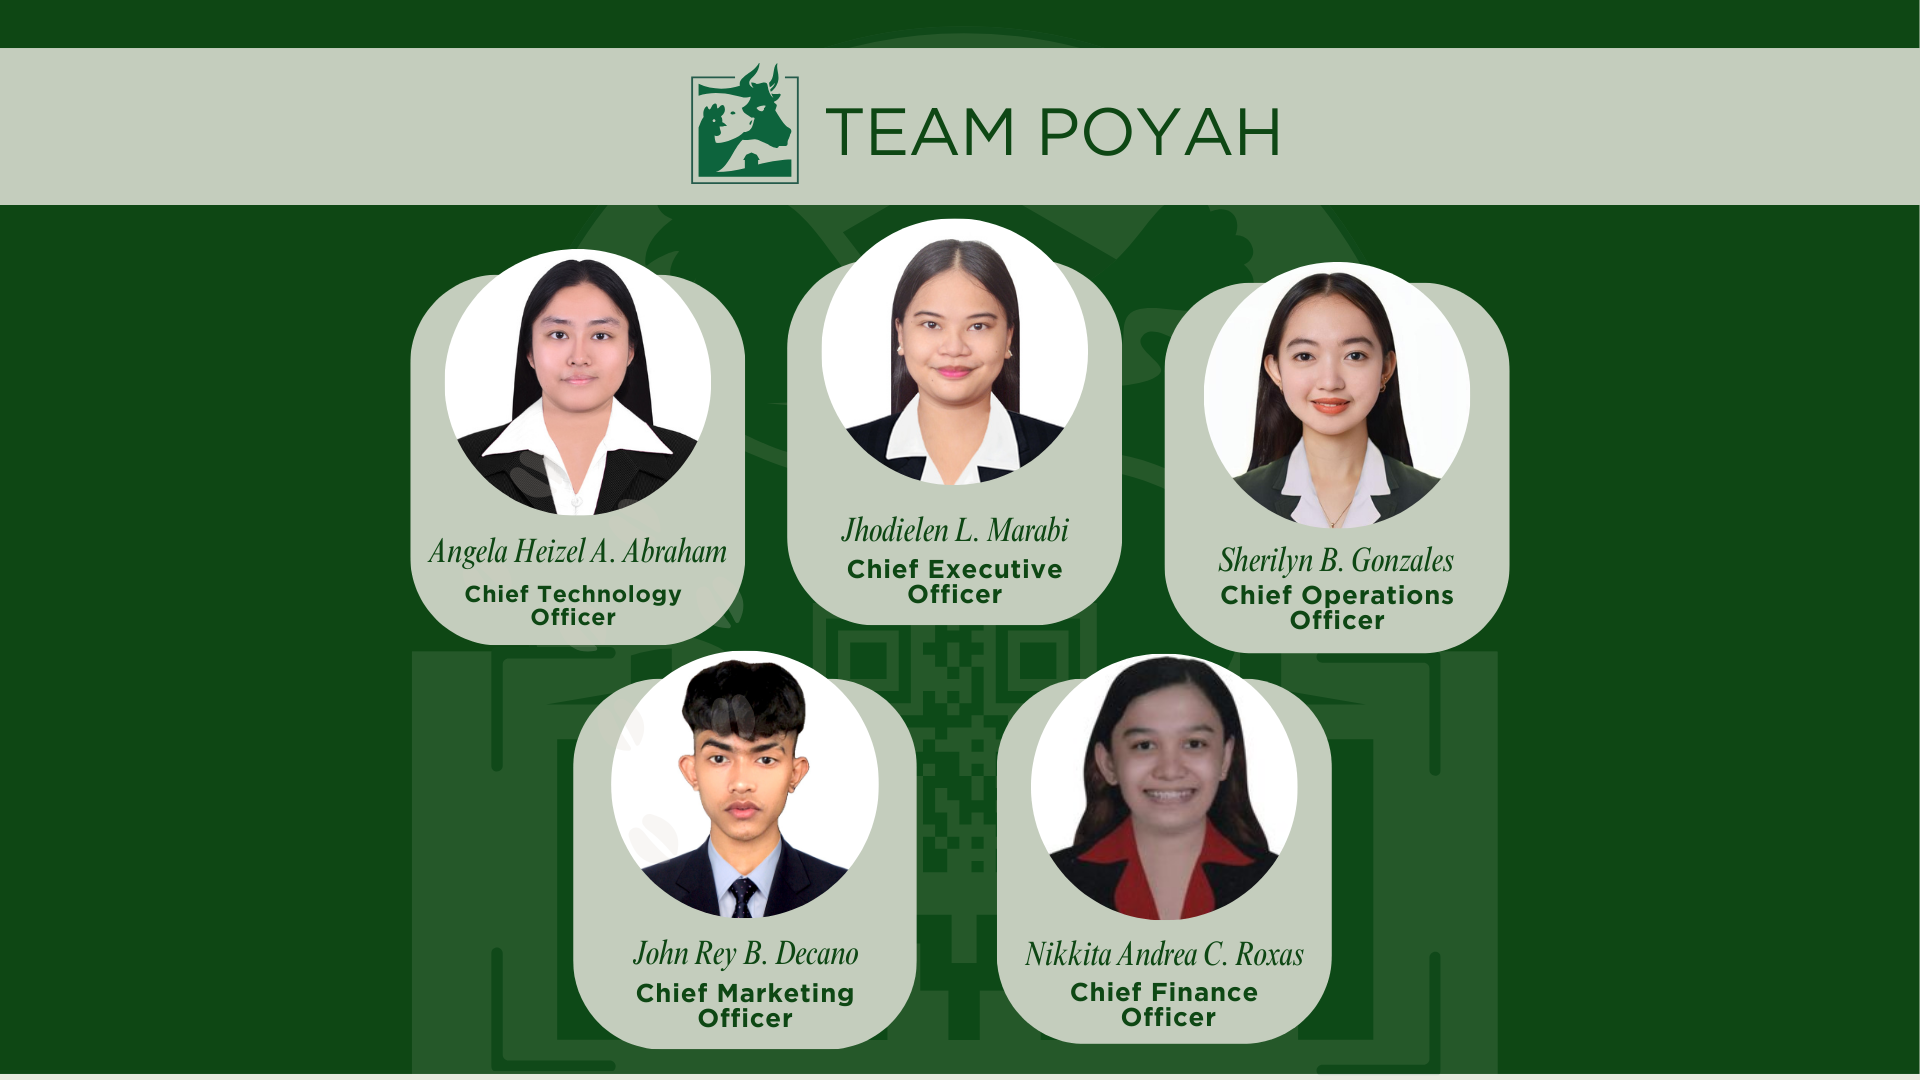 TEAM POYAH
Angela Heizel A. Abraham
Chief Technology
Officer
Jhodielen L. Marabi
Chief Executive
Officer
Sherilyn B. Gonzales
Chief Operations
Officer
John Rey B. Decano
Chief Marketing
Officer
Nikkita Andrea C. Roxas
Chief Finance
Officer